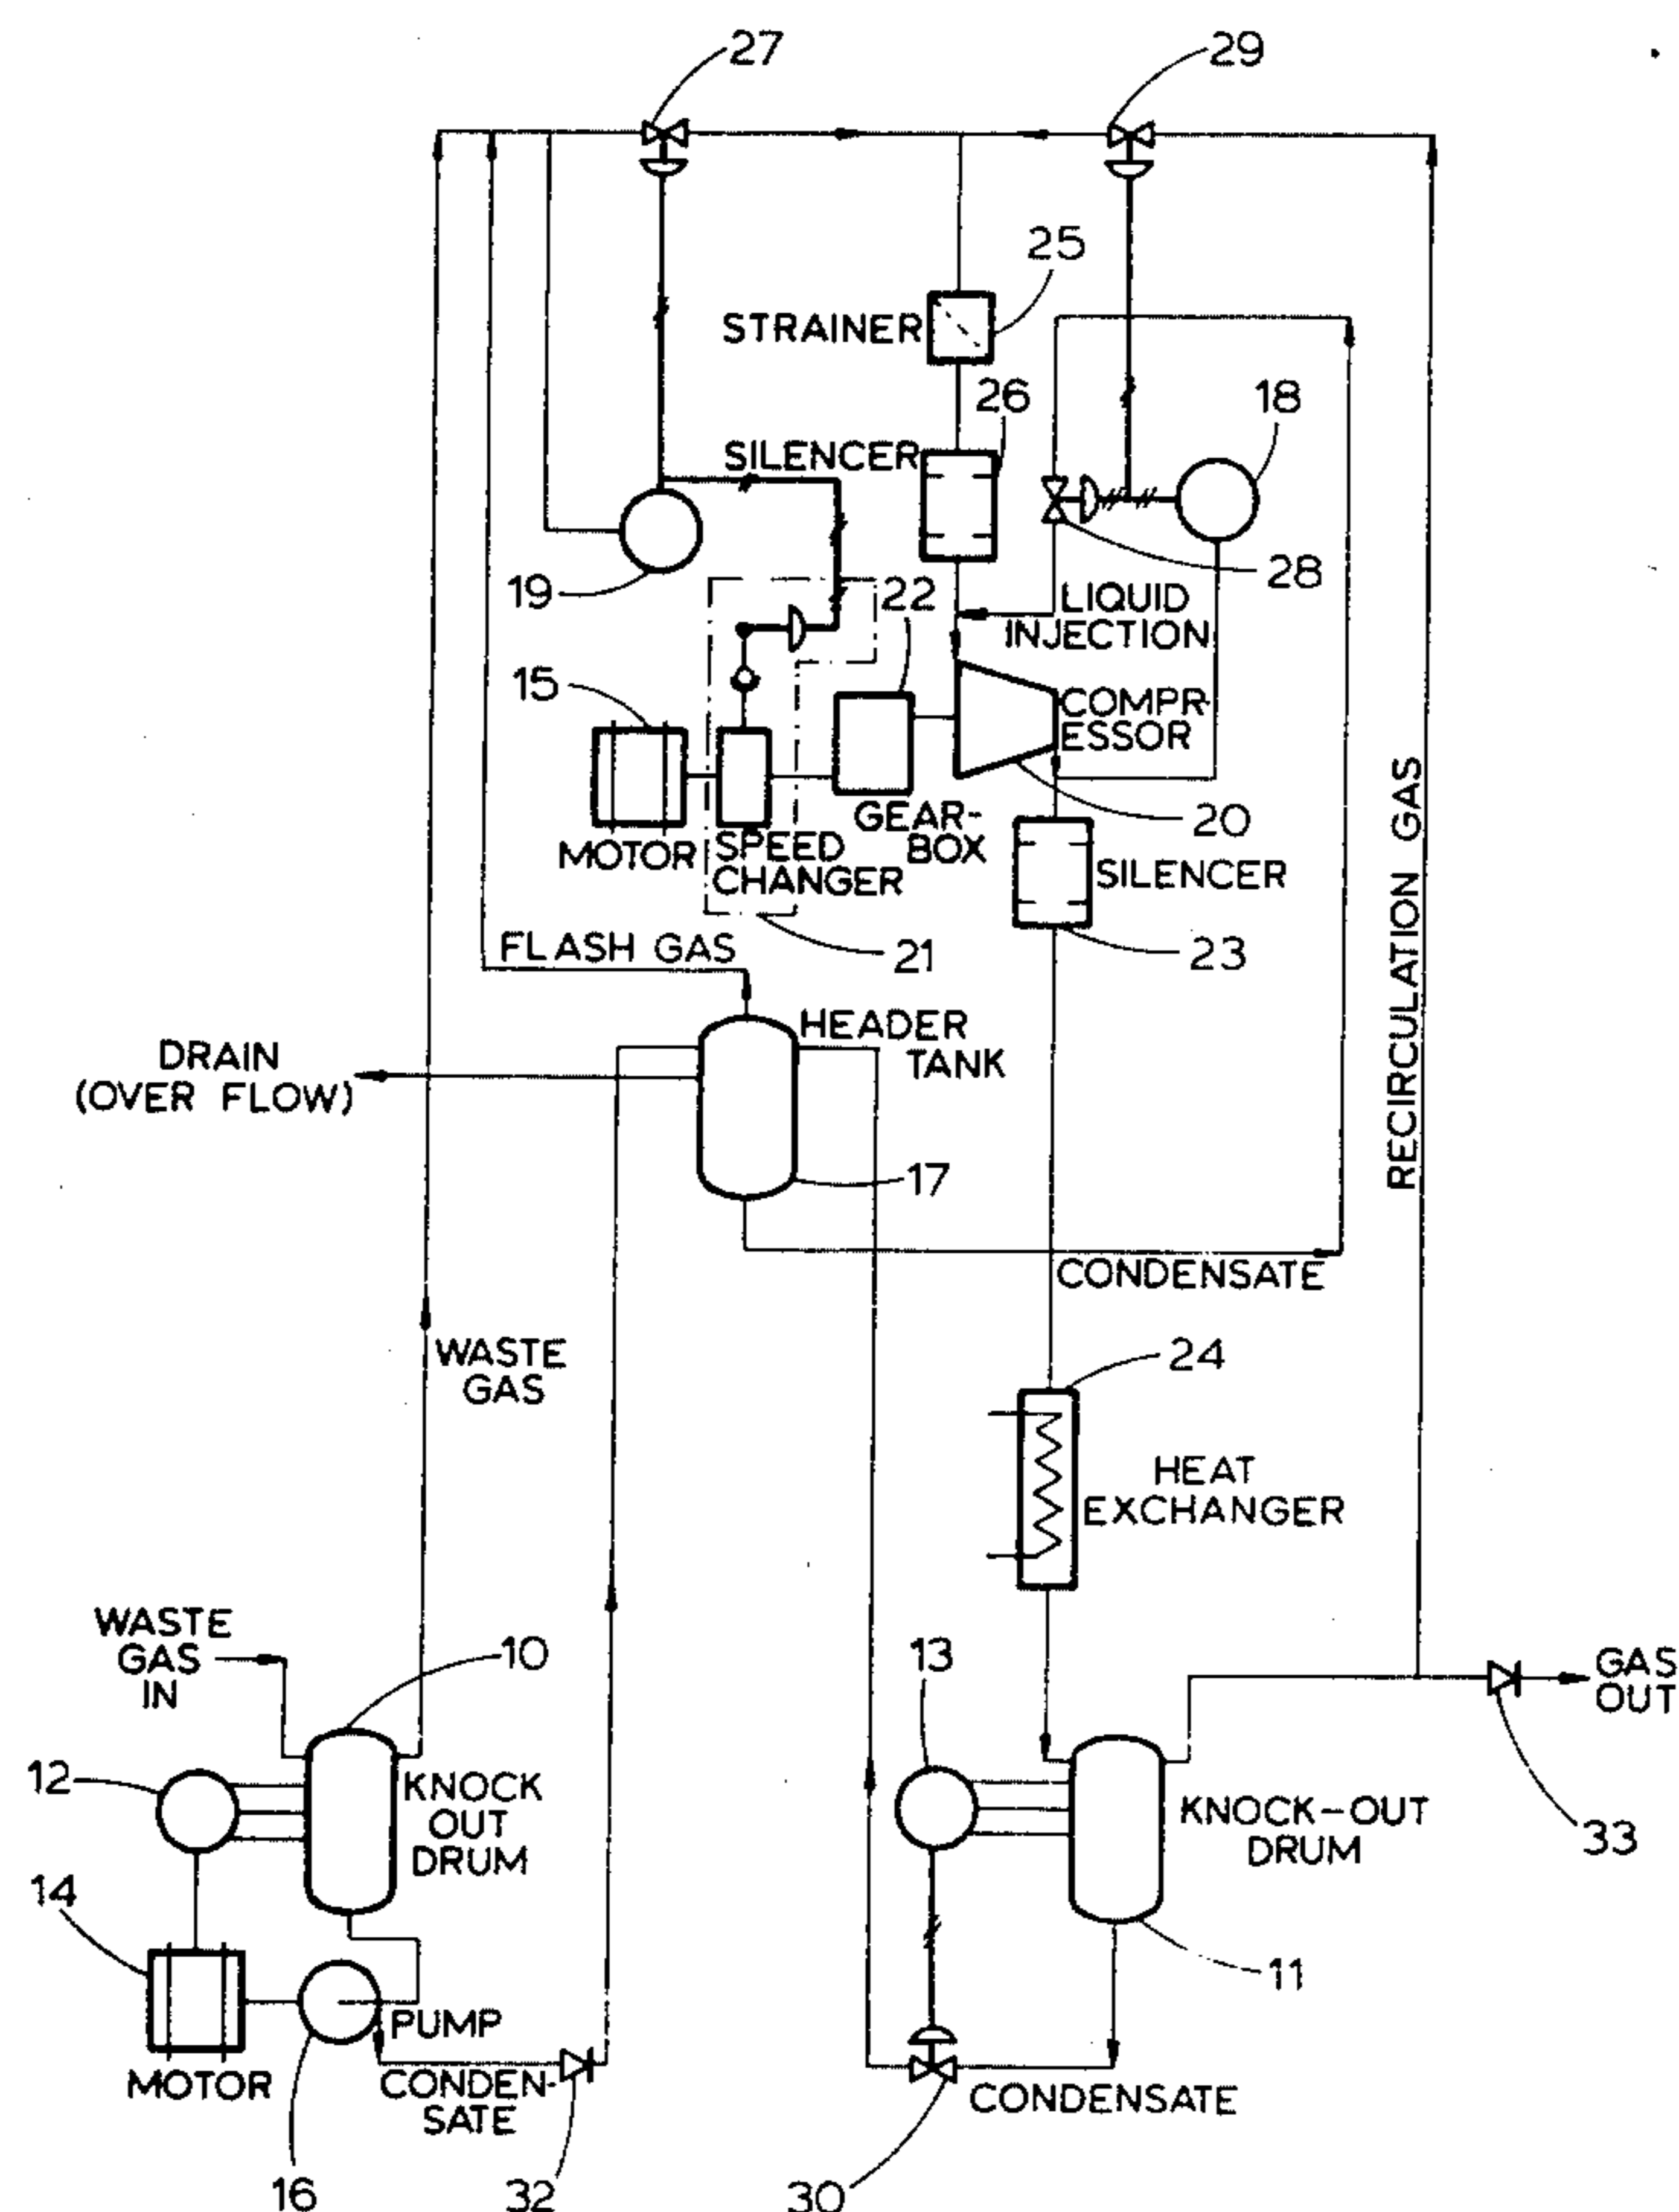 27
29
25
STRAINER
26
18
SILENCER
19
28
22
LIQUID
INJECTION
15
COMPR-
ESSOR
MOTOR
SPEED
CHANGER
GEAR-
BOX
20
SILENCER
21
23
FLASH GAS
RECIRCULATION GAS
HEADER
TANK
DRAIN
(OVER FLOW)
17
CONDENSATE
WASTE
GAS
24
HEAT
EXCHANGER
WASTE
GAS
IN
10
13
GAS
OUT
12
KNOCK
OUT
DRUM
KNOCK-OUT
DRUM
33
14
11
PUMP
MOTOR
CONDEN-
SATE
CONDENSATE
16
32
30